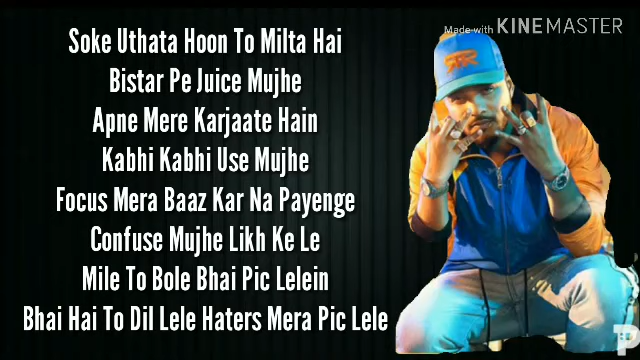 Made with KINEMASTER
Soke Uthata Hoon To Milta Hai
Bistar Pe Juice Mujhe
Apne Mere Karjaate Hain
Kabhi Kabhi Use Mujhe
Focus Mera Baaz Kar Na Payenge
Confuse Mujhe Likh Ke Le
Mile To Bole Bhai Pic Lelein
Bhai Hai To Dil Lele Haters Mera Pic Lele